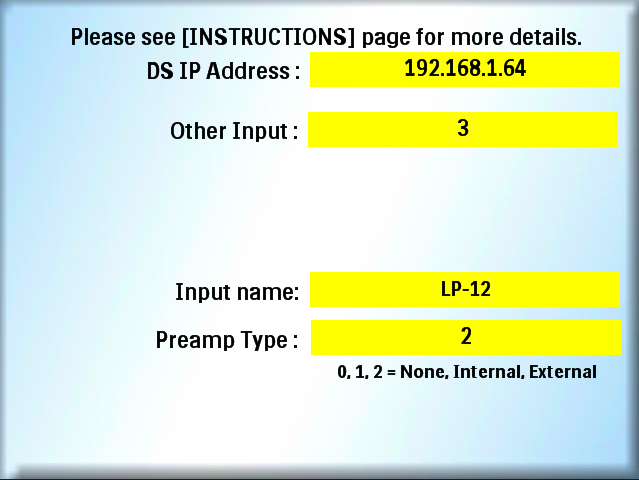 Please see [INSTRUCTIONS] page for more details.
DS IP Address : 192.168.1.64
Other Input : 3
Input name: LP-12
Preamp Type : 2
0, 1, 2 = None, Internal, External